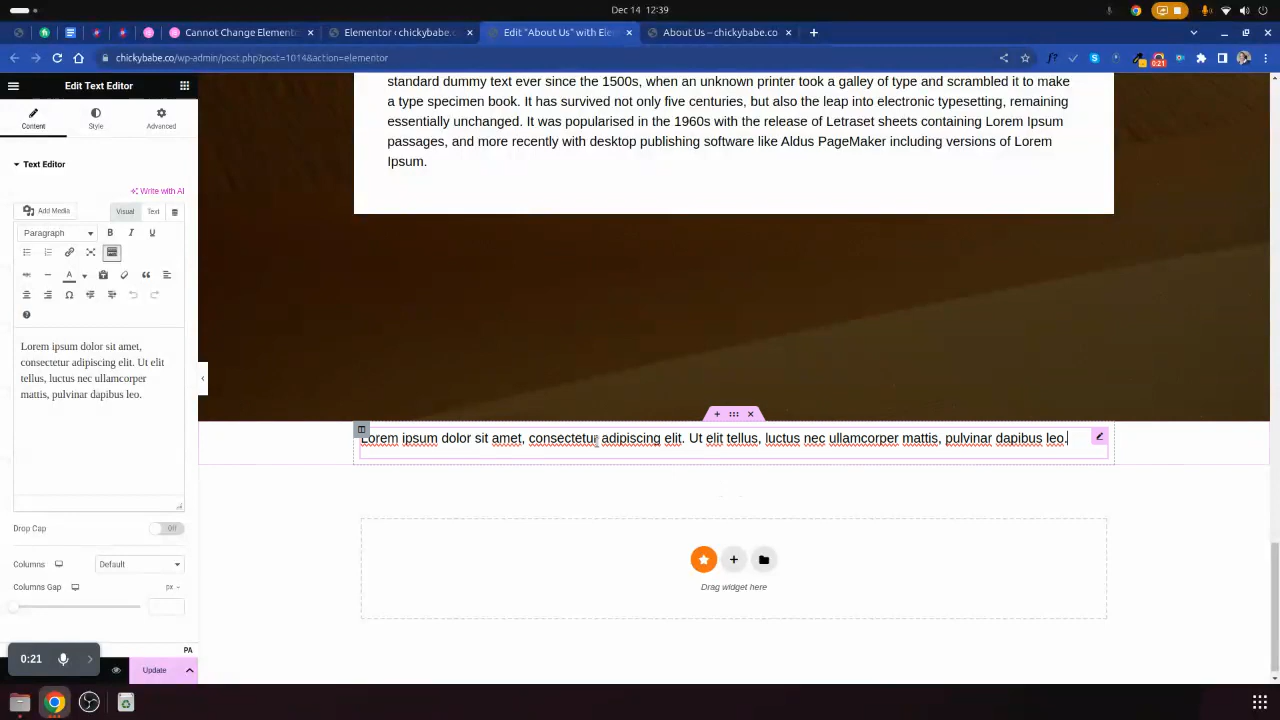 Dec 14 12:39
Cannot Change Elemento
Elementor ‹ chickybabe.co
Edit "About Us" with Elem
About Us – chickybabe.co
chickybabe.co/wp-admin/post.php?post=1014&action=elementor
0:21
Edit Text Editor
Content
Style
Advanced
Text Editor
Write with AI
Add Media
Visual
Text
Paragraph
B
I
U
A
Lorem ipsum dolor sit amet,
consectetur adipiscing elit. Ut elit
tellus, luctus nec ullamcorper
mattis, pulvinar dapibus leo.
Drop Cap
Off
Columns
Default
Columns Gap
px
PA
0:21
Update
standard dummy text ever since the 1500s, when an unknown printer took a galley of type and scrambled it to make
a type specimen book. It has survived not only five centuries, but also the leap into electronic typesetting, remaining
essentially unchanged. It was popularised in the 1960s with the release of Letraset sheets containing Lorem Ipsum
passages, and more recently with desktop publishing software like Aldus PageMaker including versions of Lorem
Ipsum.
Lorem ipsum dolor sit amet, consectetur adipiscing elit. Ut elit tellus, luctus nec ullamcorper mattis, pulvinar dapibus leo.
Drag widget here